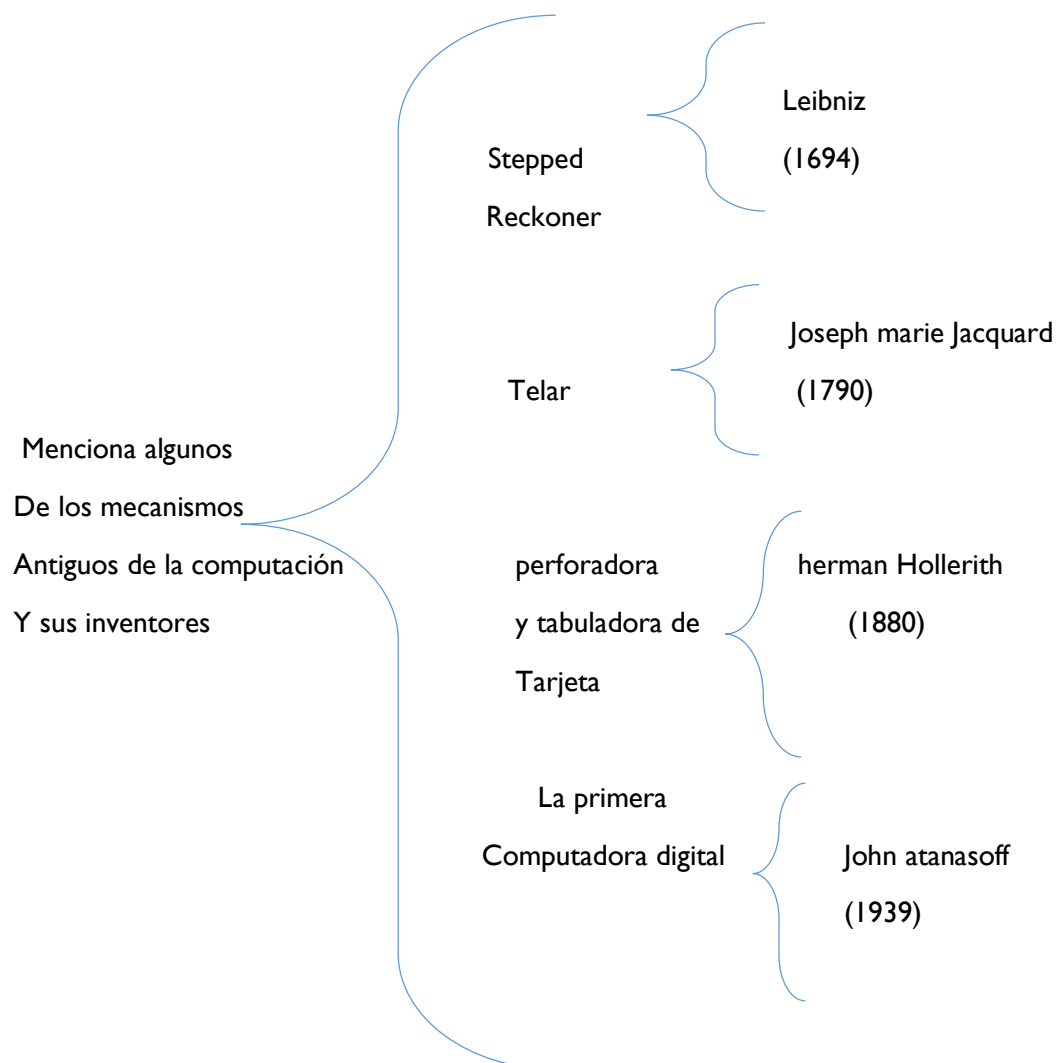 Menciona algunos
De los mecanismos
Antiguos de la computación
Y sus inventores
Stepped
Reckoner
Leibniz
(1694)
Telar
Joseph marie Jacquard
(1790)
perforadora
y tabuladora de
Tarjeta
herman Hollerith
(1880)
La primera
Computadora digital
John atanasoff
(1939)